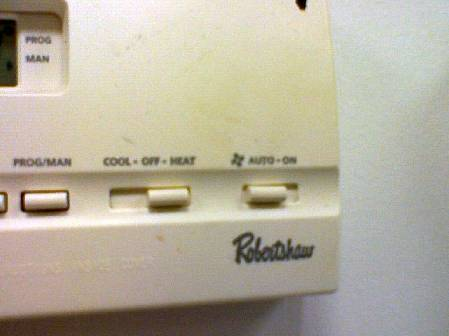 PROG
MAN
PROG/MAN COOL • OFF • HEAT AUTO • ON
Robertshaw